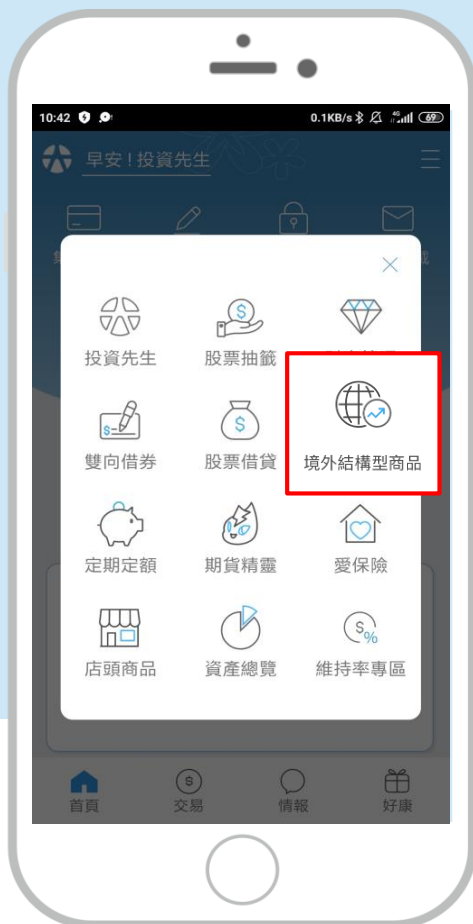 10:42
0.1KB/s
4G
69
早安！投資先生
投資先生
股票抽籤
雙向借券
股票借貸
境外結構型商品
定期定額
期貨精靈
愛保險
店頭商品
資產總覽
維持率專區
首頁
交易
情報
好康